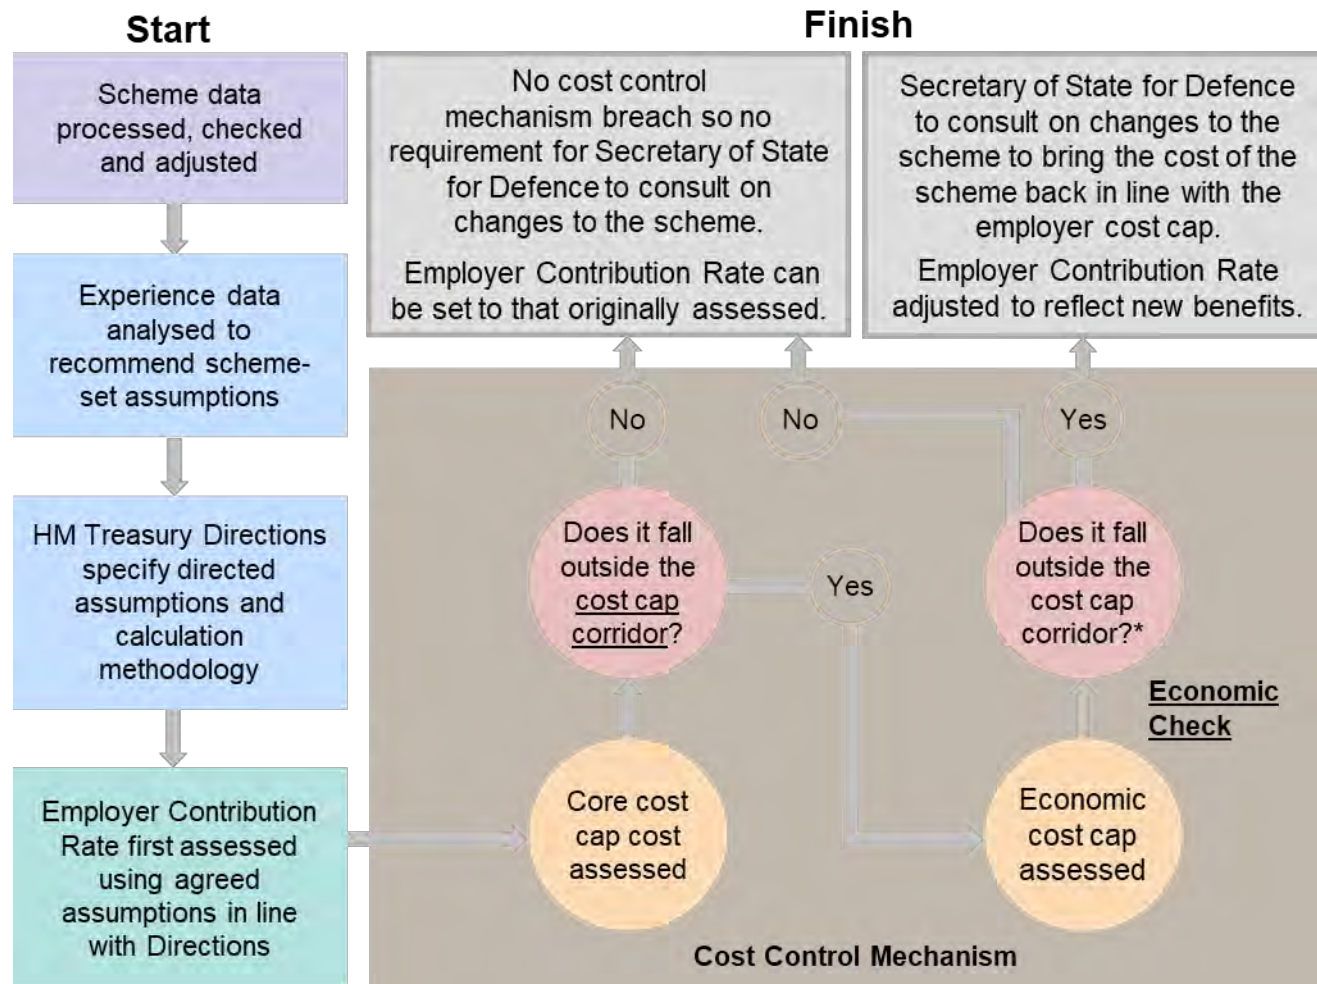 Start
Scheme data
processed, checked
and adjusted
Experience data
analysed to
recommend scheme-
set assumptions
HM Treasury Directions
specify directed
assumptions and
calculation
methodology
Employer Contribution
Rate first assessed
using agreed
assumptions in line
with Directions
Finish
No cost control
mechanism breach so no
requirement for Secretary of State
for Defence to consult on
changes to the scheme.
Employer Contribution Rate can
be set to that originally assessed.
Secretary of State for Defence
to consult on changes to the
scheme to bring the cost of the
scheme back in line with the
employer cost cap.
Employer Contribution Rate
adjusted to reflect new benefits.
No
No
Yes
Does it fall
outside the
cost cap
corridor?
Yes
Does it fall
outside the
cost cap
corridor?*
Economic
Check
Core cost
cap cost
assessed
Economic
cost cap
assessed
Cost Control Mechanism